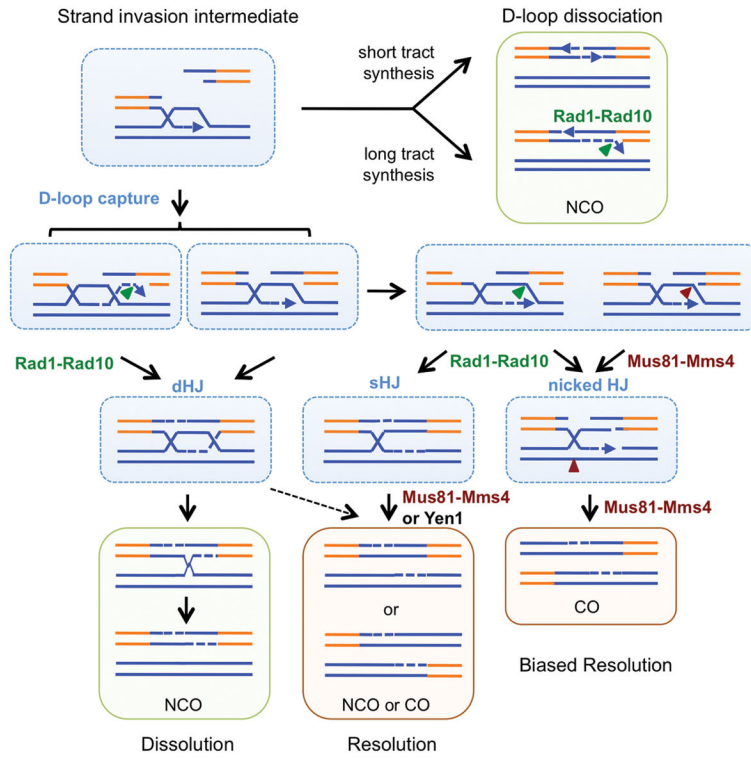 Strand invasion intermediate
D-loop dissociation
short tract
synthesis
Rad1-Rad10
long tract
synthesis
NCO
D-loop capture
Rad1-Rad10
Rad1-Rad10
Mus81-Mms4
dHJ
sHJ
nicked HJ
Mus81-Mms4
or Yen1
Mus81-Mms4
or
CO
Biased Resolution
NCO
NCO or CO
Dissolution
Resolution